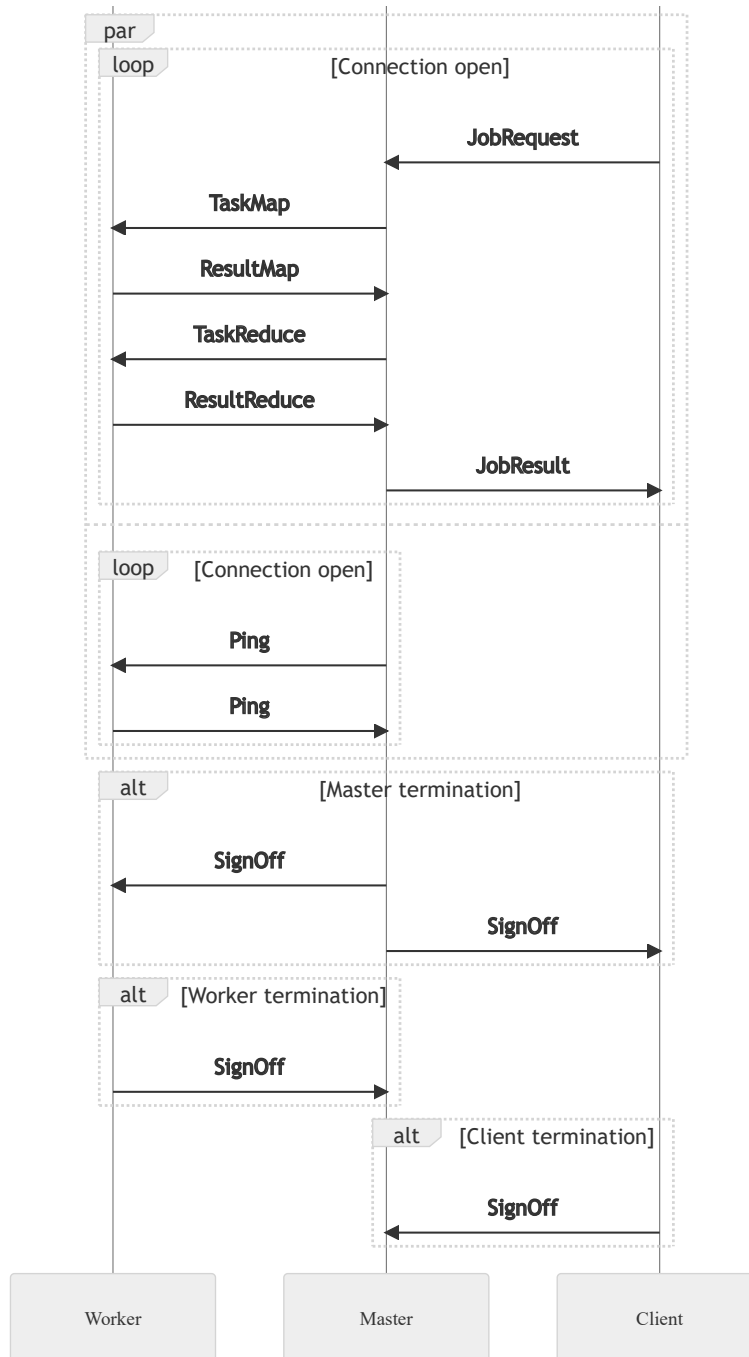 par
loop [Connection open]
JobRequest
TaskMap
ResultMap
TaskReduce
ResultReduce
JobResult
loop [Connection open]
Ping
Ping
alt [Master termination]
SignOff
SignOff
alt [Worker termination]
SignOff
alt [Client termination]
SignOff
Worker Master Client